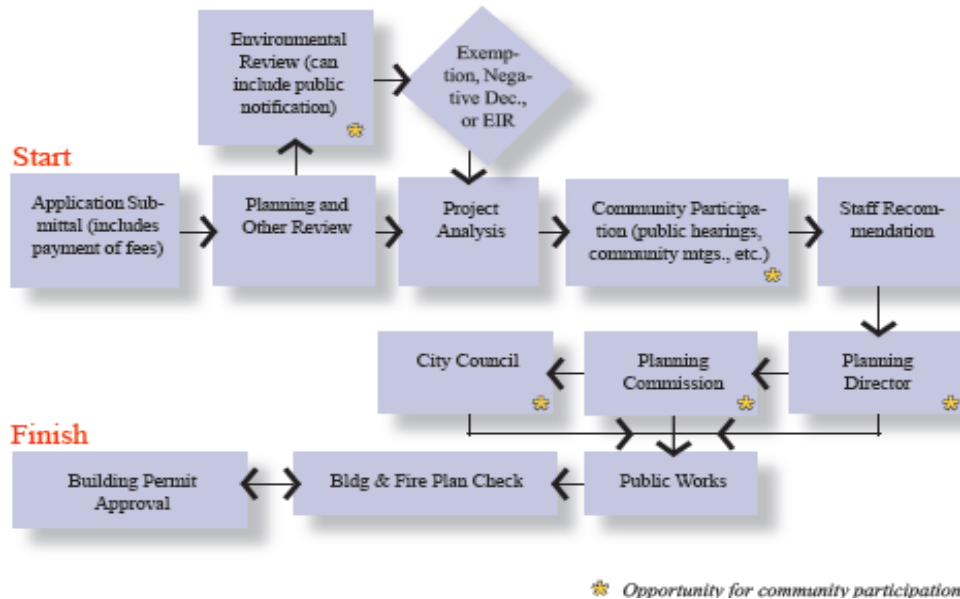 Environmental
Review (can
include public
notification)
Exemp-
tion, Nega-
tive Dec.,
or EIR
Start
Application Sub-
mittal (includes
payment of fees)
Planning and
Other Review
Project
Analysis
Community Participa-
tion (public hearings,
community mtgs., etc.)
Staff Recom-
mendation
City Council
Planning
Commission
Planning
Director
Finish
Building Permit
Approval
Bldg & Fire Plan Check
Public Works
Opportunity for community participation